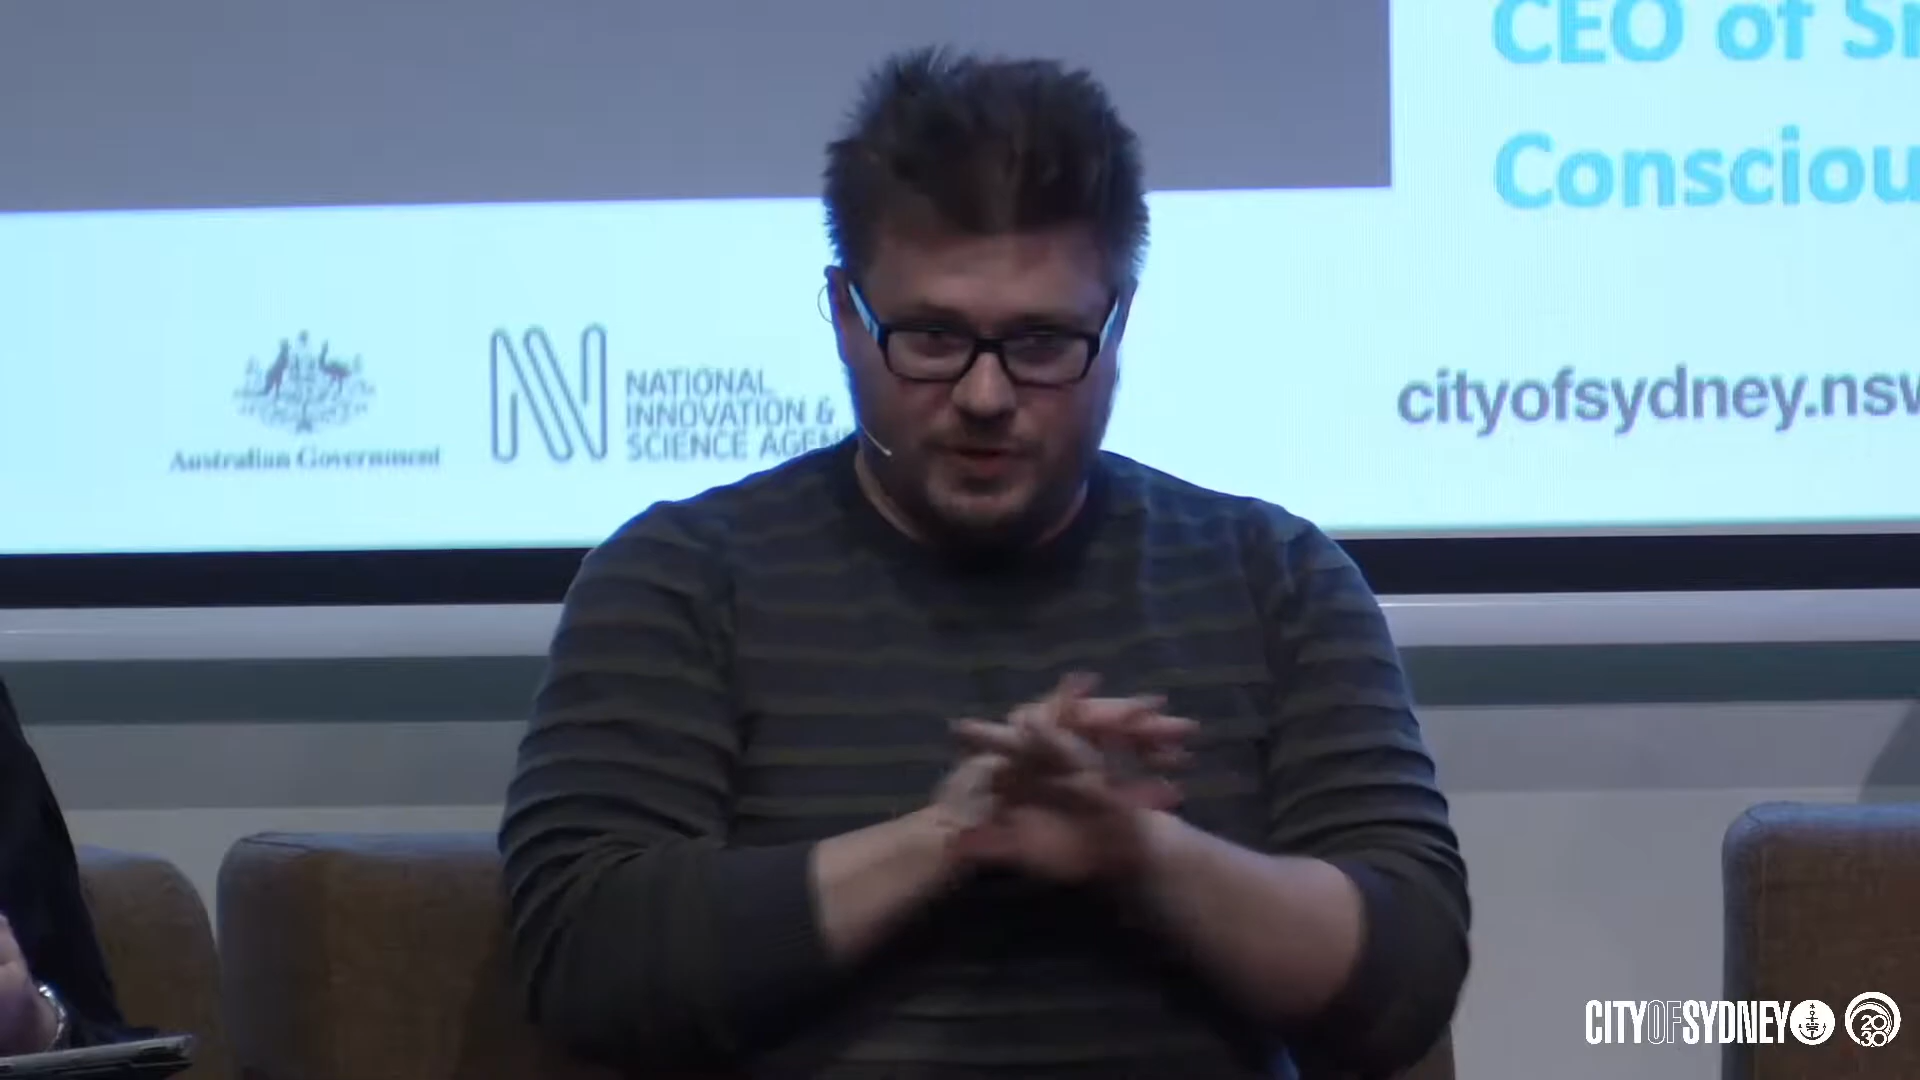 CEO of
Consciou
Australian Government
NATIONAL
INNOVATION &
SCIENCE AGEN
cityofsydney.nsw
CITYOFSYDNEY
2030